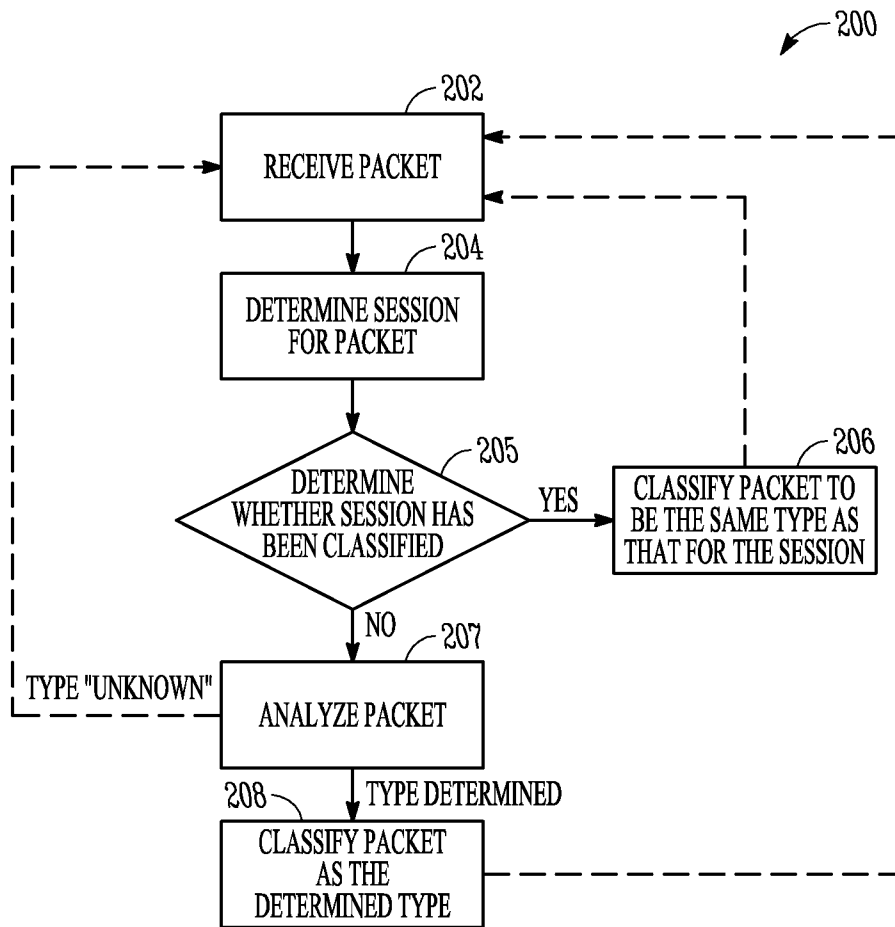 200
202
RECEIVE PACKET
204
DETERMINE SESSION
FOR PACKET
205
DETERMINE
WHETHER SESSION HAS
BEEN CLASSIFIED
YES
206
CLASSIFY PACKET TO
BE THE SAME TYPE AS
THAT FOR THE SESSION
NO
207
TYPE "UNKNOWN"
ANALYZE PACKET
TYPE DETERMINED
208
CLASSIFY PACKET
AS THE
DETERMINED TYPE